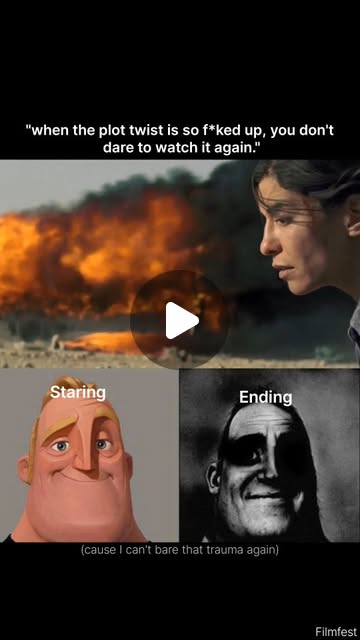 "when the plot twist is so f*ked up, you don't
dare to watch it again."
Staring
Ending
(cause I can't bare that trauma again)
Filmfest